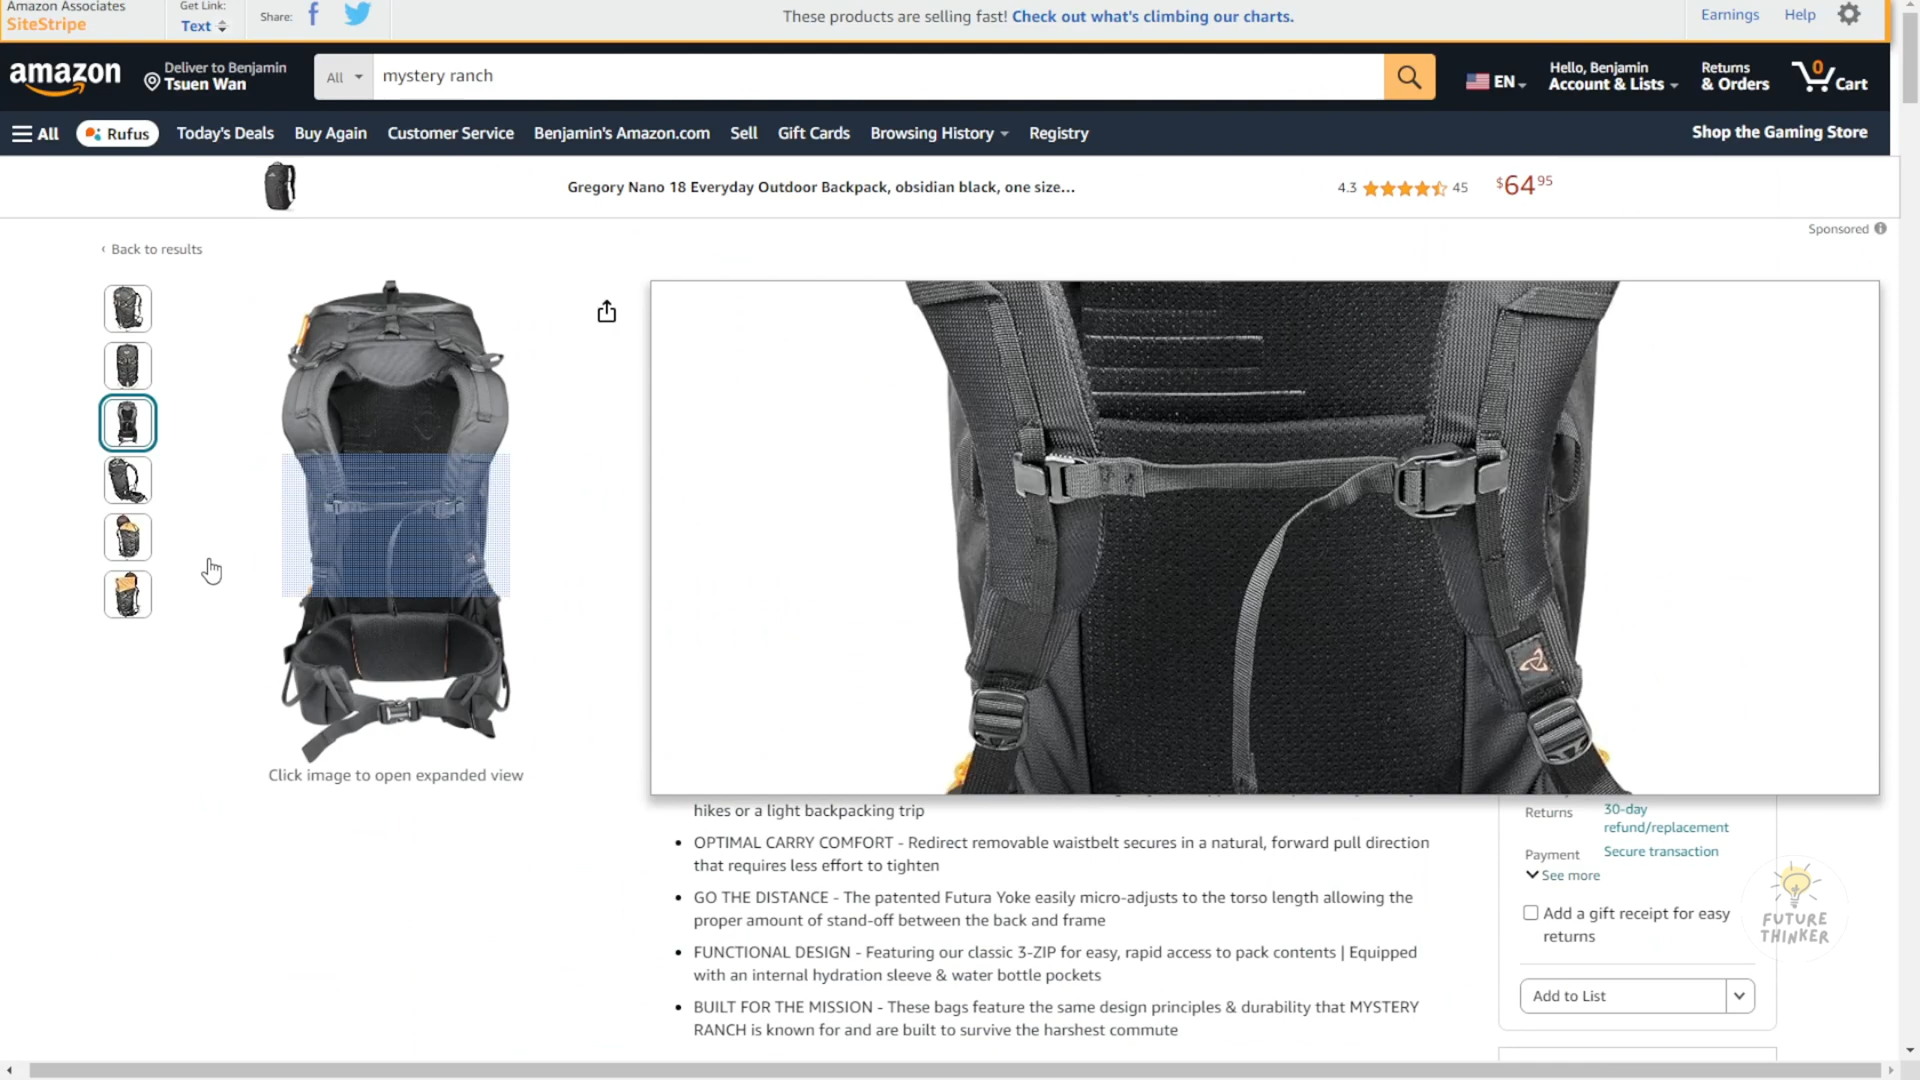 Amazon Associates
SiteStripe
Get Link:
Text
Share:
These products are selling fast! Check out what's climbing our charts.
Earnings
Help
amazon
Deliver to Benjamin
Tsuen Wan
All
mystery ranch
EN
Hello, Benjamin
Account & Lists
Returns
& Orders
0
Cart
All
Rufus
Today's Deals
Buy Again
Customer Service
Benjamin's Amazon.com
Sell
Gift Cards
Browsing History
Registry
Shop the Gaming Store
Gregory Nano 18 Everyday Outdoor Backpack, obsidian black, one size...
4.3
45
$64 95
Sponsored
‹ Back to results
Click image to open expanded view
hikes or a light backpacking trip
• OPTIMAL CARRY COMFORT - Redirect removable waistbelt secures in a natural, forward pull direction
that requires less effort to tighten
• GO THE DISTANCE - The patented Futura Yoke easily micro-adjusts to the torso length allowing the
proper amount of stand-off between the back and frame
• FUNCTIONAL DESIGN - Featuring our classic 3-ZIP for easy, rapid access to pack contents | Equipped
with an internal hydration sleeve & water bottle pockets
• BUILT FOR THE MISSION - These bags feature the same design principles & durability that MYSTERY
RANCH is known for and are built to survive the harshest commute
Returns
30-day
refund/replacement
Payment
Secure transaction
See more
Add a gift receipt for easy
returns
Add to List
FUTURE
THINKER